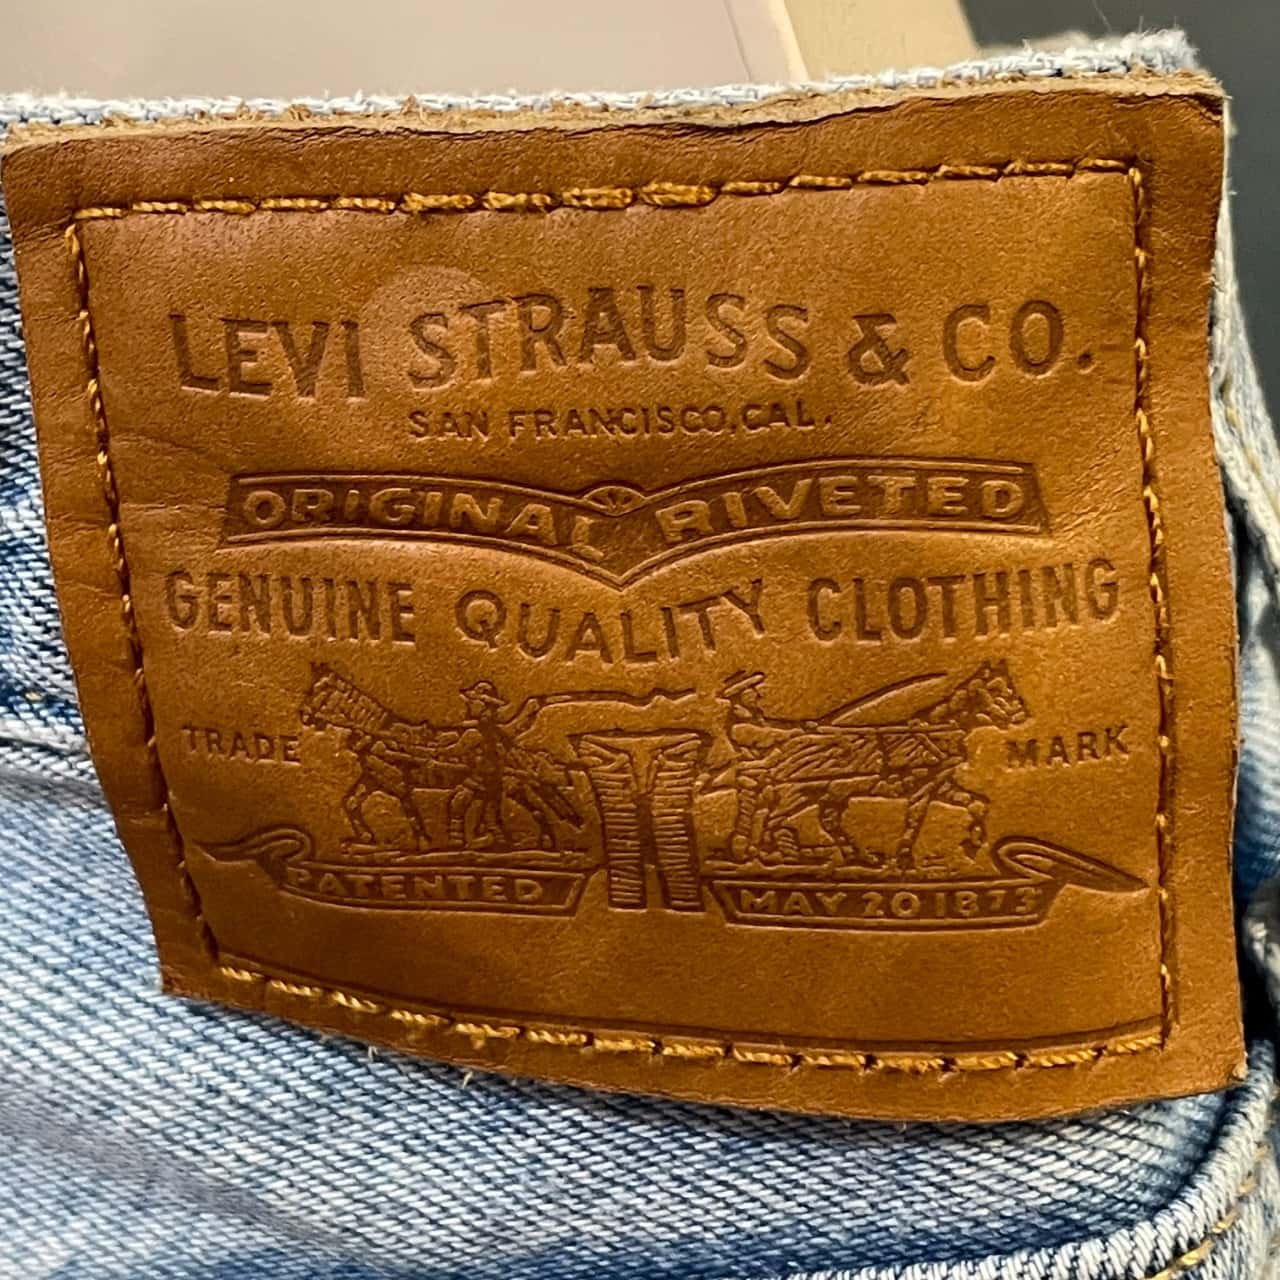 LEVI STRAUSS & CO.
SAN FRANCISCO, CAL.
ORIGINAL RIVETED
GENUINE QUALITY CLOTHING
TRADE MARK
PATENTED MAY 20 1873